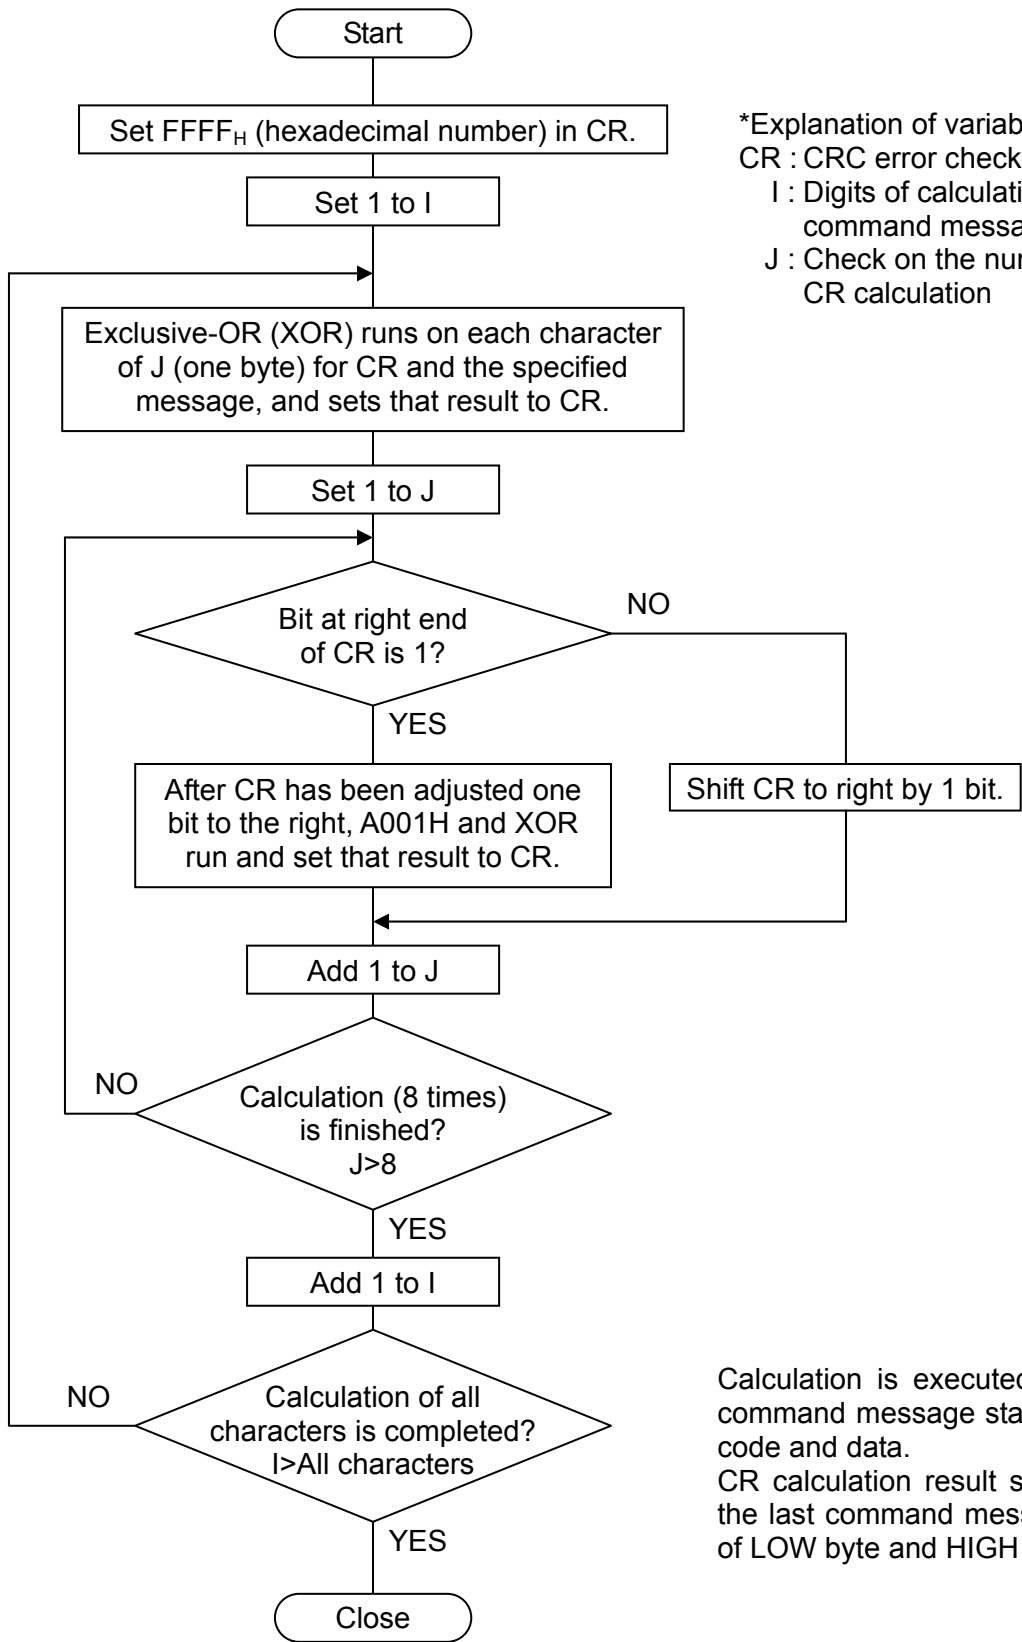 Start
Set FFFFH (hexadecimal number) in CR.
Set 1 to I
*Explanation of variab
CR : CRC error check
I : Digits of calculati
command messa
J : Check on the nu
CR calculation
Exclusive-OR (XOR) runs on each character
of J (one byte) for CR and the specified
message, and sets that result to CR.
Set 1 to J
Bit at right end
of CR is 1?
NO
YES
After CR has been adjusted one
bit to the right, A001H and XOR
run and set that result to CR.
Shift CR to right by 1 bit.
Add 1 to J
NO
Calculation (8 times)
is finished?
J>8
YES
Add 1 to I
NO
Calculation of all
characters is completed?
I>All characters
YES
Close
Calculation is executed
command message sta
code and data.
CR calculation result s
the last command mess
of LOW byte and HIGH